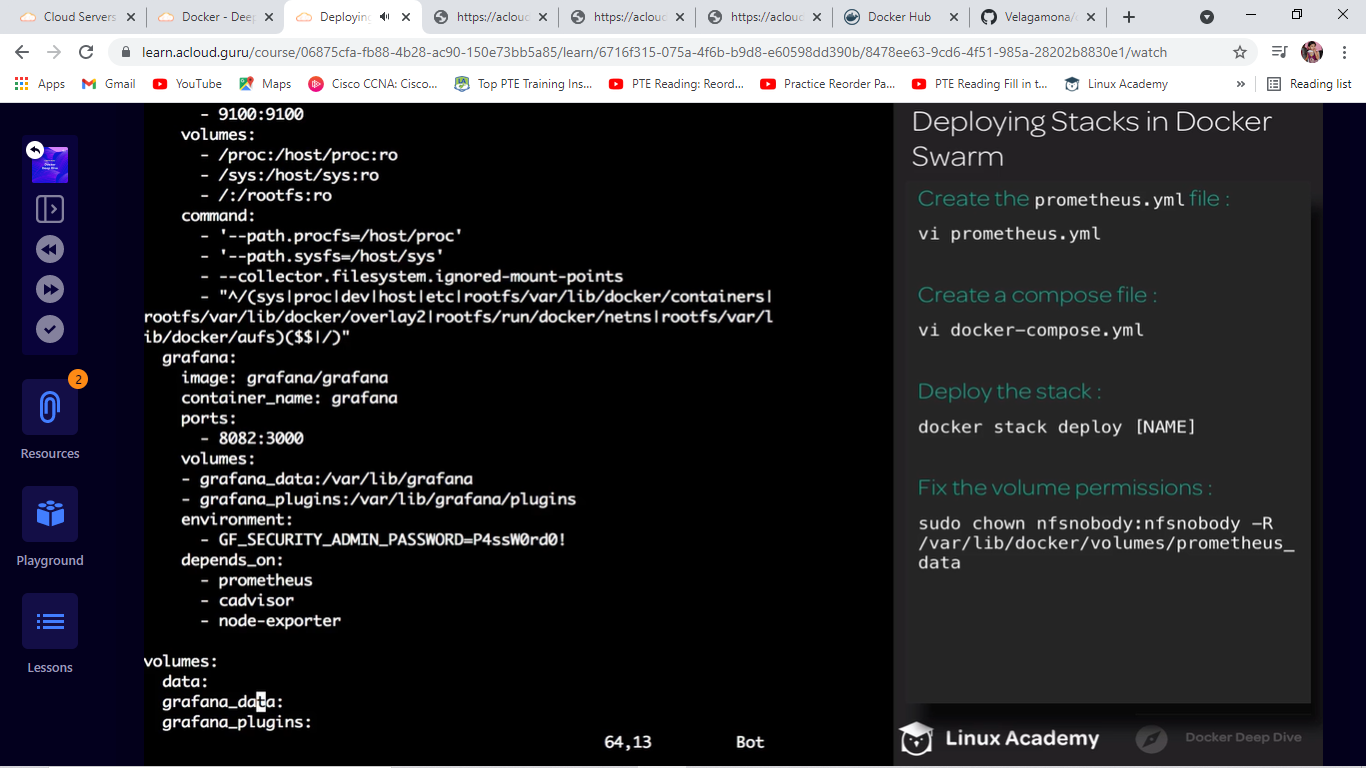 Cloud Servers
Docker - Deep
Deploying
https://acloud
https://acloud
https://acloud
Docker Hub
Velagamona/
learn.acloud.guru/course/06875cfa-fb88-4b28-ac90-150e73bb5a85/learn/6716f315-075a-4f6b-b9d8-e60598dd390b/8478ee63-9cd6-4f51-985a-28202b8830e1/watch
Apps
Gmail
YouTube
Maps
Cisco CCNA: Cisco...
Top PTE Training Ins...
PTE Reading: Reord...
Practice Reorder Pa...
PTE Reading Fill in t...
Linux Academy
»
Reading list
2
Resources
Playground
Lessons
- 9100:9100
volumes:
- /proc:/host/proc:ro
- /sys:/host/sys:ro
- /:/rootfs:ro
command:
- '--path.procfs=/host/proc'
- '--path.sysfs=/host/sys'
- --collector.filesystem.ignored-mount-points
- "^/(sys|proc|dev|host|etc|rootfs/var/lib/docker/containers|
rootfs/var/lib/docker/overlay2|rootfs/run/docker/netns|rootfs/var/l
ib/docker/aufs)($$|/)"
grafana:
image: grafana/grafana
container_name: grafana
ports:
- 8082:3000
volumes:
- grafana_data:/var/lib/grafana
- grafana_plugins:/var/lib/grafana/plugins
environment:
- GF_SECURITY_ADMIN_PASSWORD=P4ssW0rd0!
depends_on:
- prometheus
- cadvisor
- node-exporter
volumes:
data:
grafana_data:
grafana_plugins:
64,13 Bot
Deploying Stacks in Docker
Swarm
Create the prometheus.yml file :
vi prometheus.yml
Create a compose file :
vi docker-compose.yml
Deploy the stack :
docker stack deploy [NAME]
Fix the volume permissions :
sudo chown nfsnobody:nfsnobody -R
/var/lib/docker/volumes/prometheus_
data
Linux Academy
Docker Deep Dive